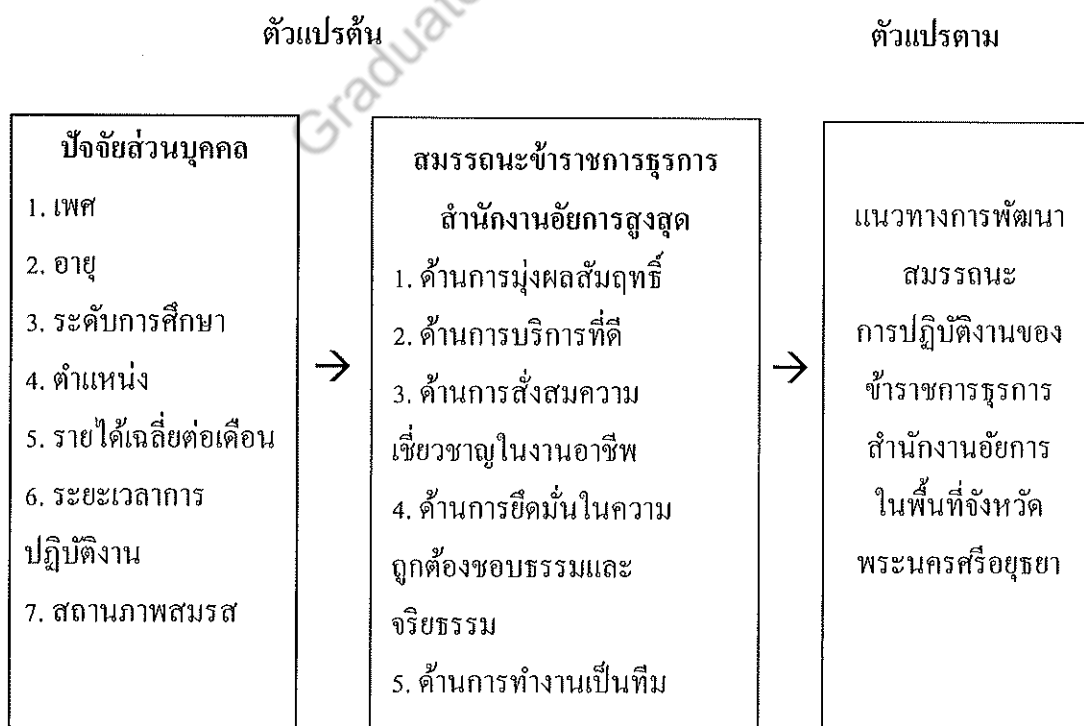 ตัวแปรต้น
ตัวแปรตาม
Graduate
ปัจจัยส่วนบุคคล
1. เพศ
2. อายุ
3. ระดับการศึกษา
4. ตำแหน่ง
5. รายได้เฉลี่ยต่อเดือน
6. ระยะเวลาการ
ปฏิบัติงาน
7. สถานภาพสมรส
→
สมรรถนะข้าราชการธุรการ
สำนักงานอัยการสูงสุด
1. ด้านการมุ่งผลสัมฤทธิ์
2. ด้านการบริการที่ดี
3. ด้านการสั่งสมความ
เชี่ยวชาญในงานอาชีพ
4. ด้านการยึดมั่นในความ
ถูกต้องชอบธรรมและ
จริยธรรม
5. ด้านการทำงานเป็นทีม
→
แนวทางการพัฒนา
สมรรถนะ
การปฏิบัติงานของ
ข้าราชการธุรการ
สำนักงานอัยการ
ในพื้นที่จังหวัด
พระนครศรีอยุธยา